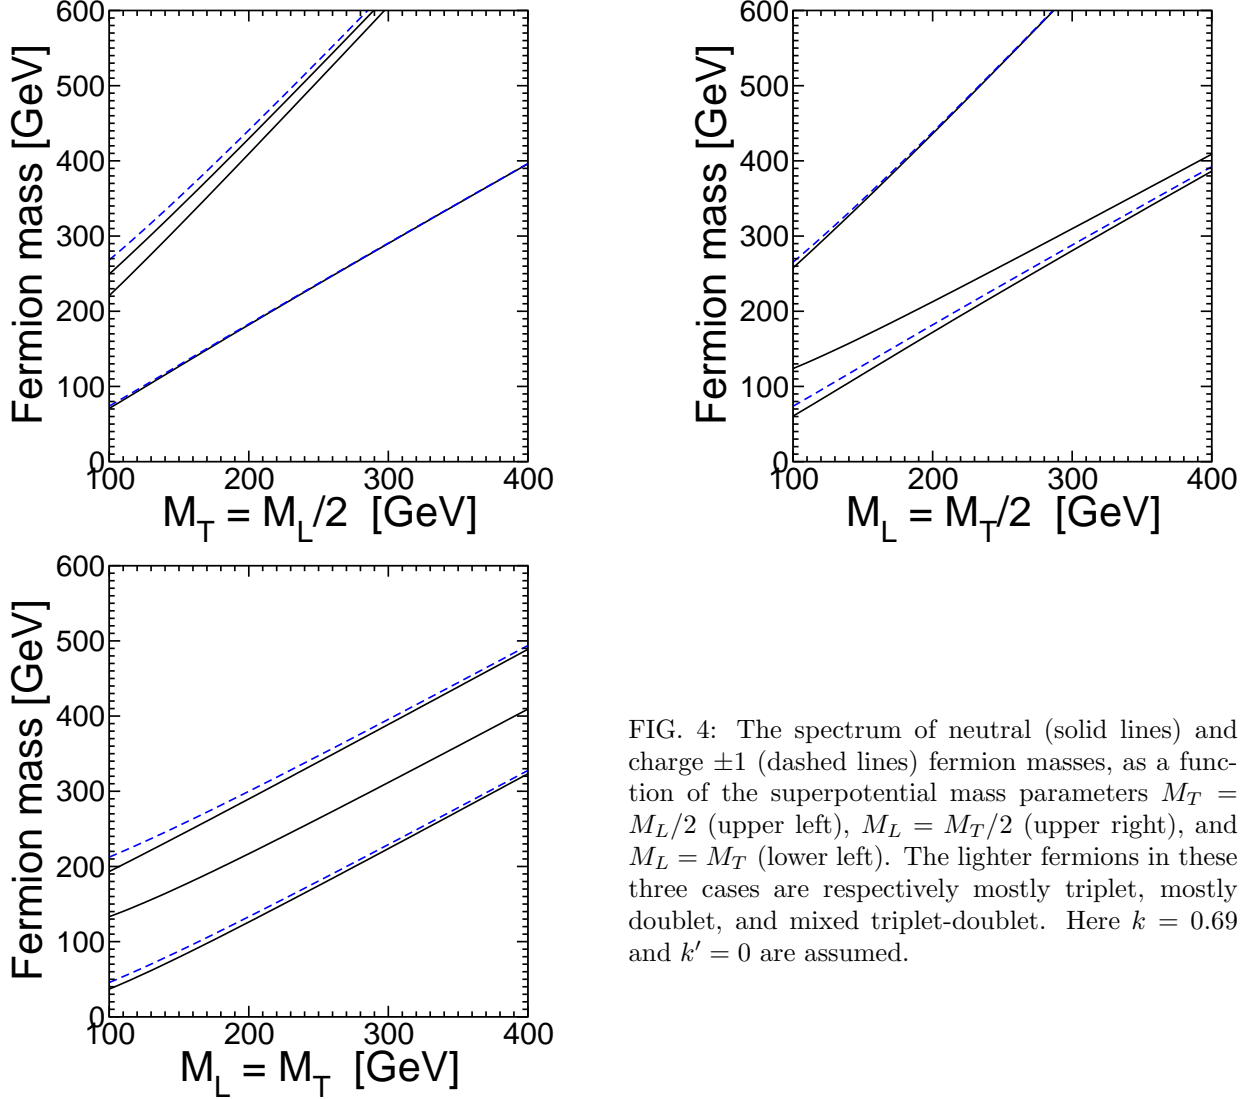 600
500
400
300
200
100
0
Fermion mass [GeV]
100 200 300 400
M_T = M_L/2 [GeV]
600
500
400
300
200
100
0
Fermion mass [GeV]
100 200 300 400
M_L = M_T/2 [GeV]
600
500
400
300
200
100
0
Fermion mass [GeV]
100 200 300 400
M_L = M_T [GeV]
FIG. 4: The spectrum of neutral (solid lines) and
charge ±1 (dashed lines) fermion masses, as a func-
tion of the superpotential mass parameters M_T =
M_L/2 (upper left), M_L = M_T/2 (upper right), and
M_L = M_T (lower left). The lighter fermions in these
three cases are respectively mostly triplet, mostly
doublet, and mixed triplet-doublet. Here k = 0.69
and k′ = 0 are assumed.